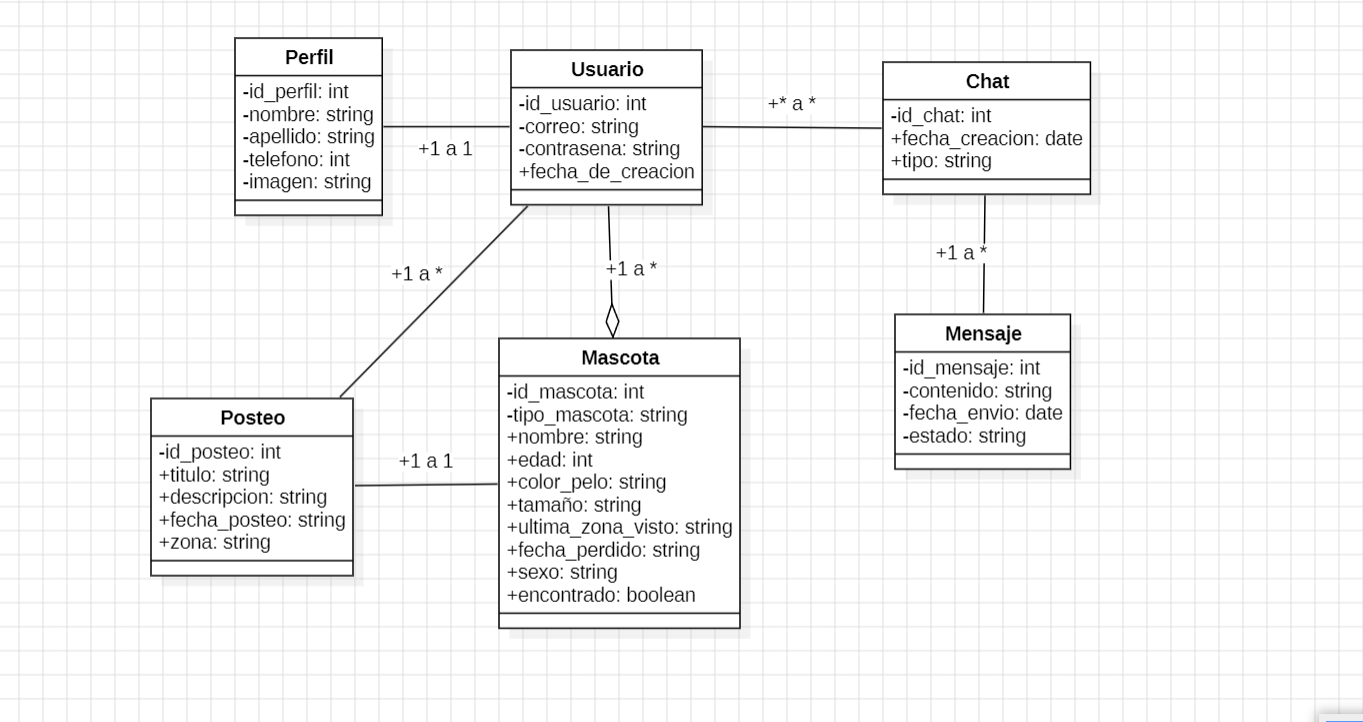 Perfil
-id_perfil: int
-nombre: string
-apellido: string
-telefono: int
-imagen: string
+1 a 1
Usuario
-id_usuario: int
-correo: string
-contrasena: string
+fecha_de_creacion
+* a *
Chat
-id_chat: int
+fecha_creacion: date
+tipo: string
+1 a *
+1 a *
+1 a *
Posteo
-id_posteo: int
+titulo: string
+descripcion: string
+fecha_posteo: string
+zona: string
+1 a 1
Mascota
-id_mascota: int
-tipo_mascota: string
+nombre: string
+edad: int
+color_pelo: string
+tamaño: string
+ultima_zona_visto: string
+fecha_perdido: string
+sexo: string
+encontrado: boolean
Mensaje
-id_mensaje: int
-contenido: string
-fecha_envio: date
-estado: string